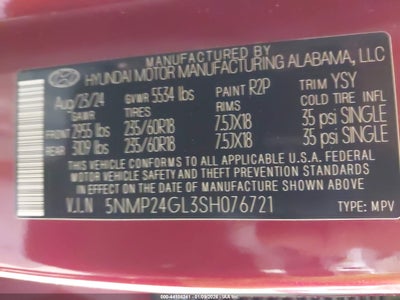 MANUFACTURED BY
HYUNDAI MOTOR MANUFACTURING ALABAMA, LLC
Aug/23/24 GVWR 5534 lbs PAINT R2P TRIM YSY
GAWR TIRES RIMS COLD TIRE INFL
FRONT 2955 lbs 235/60R18 7.5JX18 35 psi SINGLE
REAR 3109 lbs 235/60R18 7.5JX18 35 psi SINGLE
THIS VEHICLE CONFORMS TO ALL APPLICABLE U.S.A. FEDERAL
MOTOR VEHICLE SAFETY AND THEFT PREVENTION STANDARDS
IN EFFECT ON THE DATE OF MANUFACTURE SHOWN ABOVE.
V.I.N 5NMP24GL3SH076721 TYPE: MPV